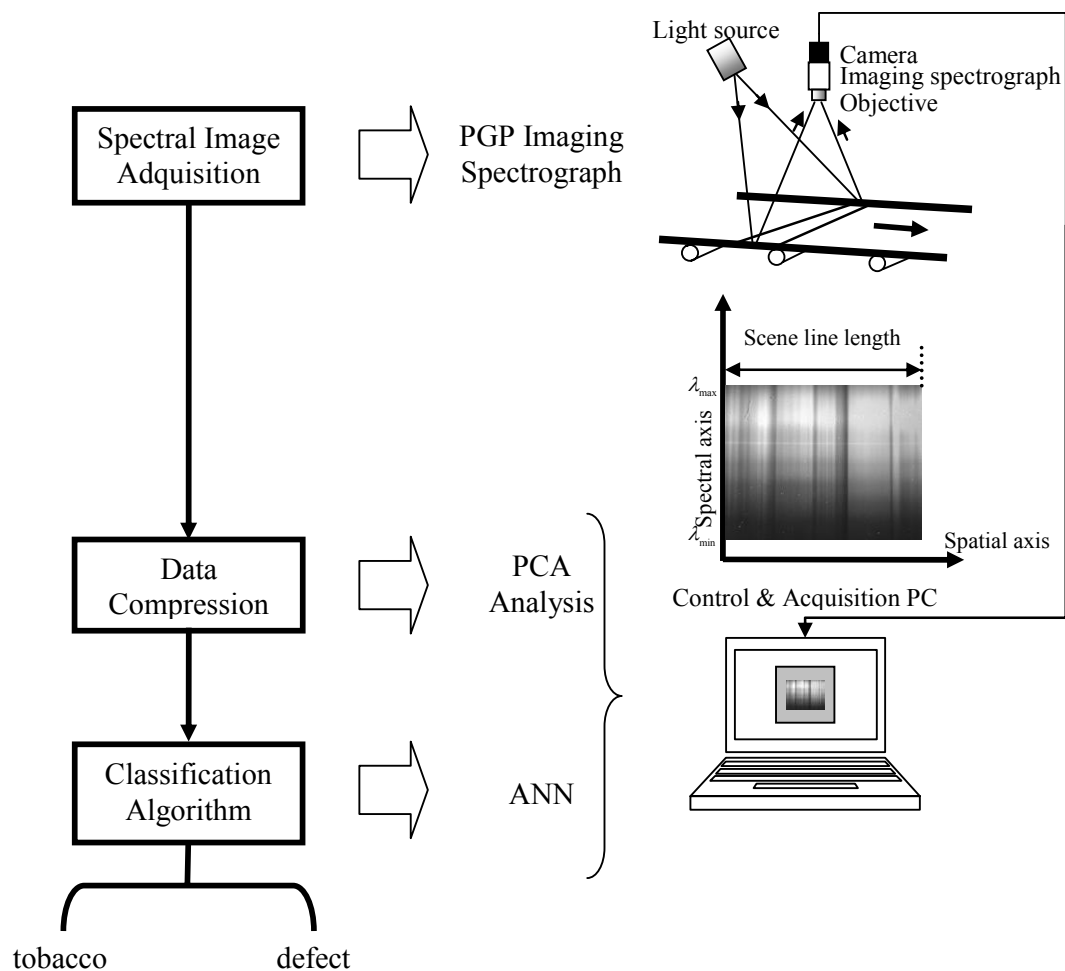 Light source
Camera
Imaging spectrograph
Objective
Spectral Image
Adquisition
PGP Imaging
Spectrograph
Scene line length
λmax
Spectral axis
λmin
Spatial axis
Data
Compression
PCA
Analysis
Control & Acquisition PC
Classification
Algorithm
ANN
tobacco
defect